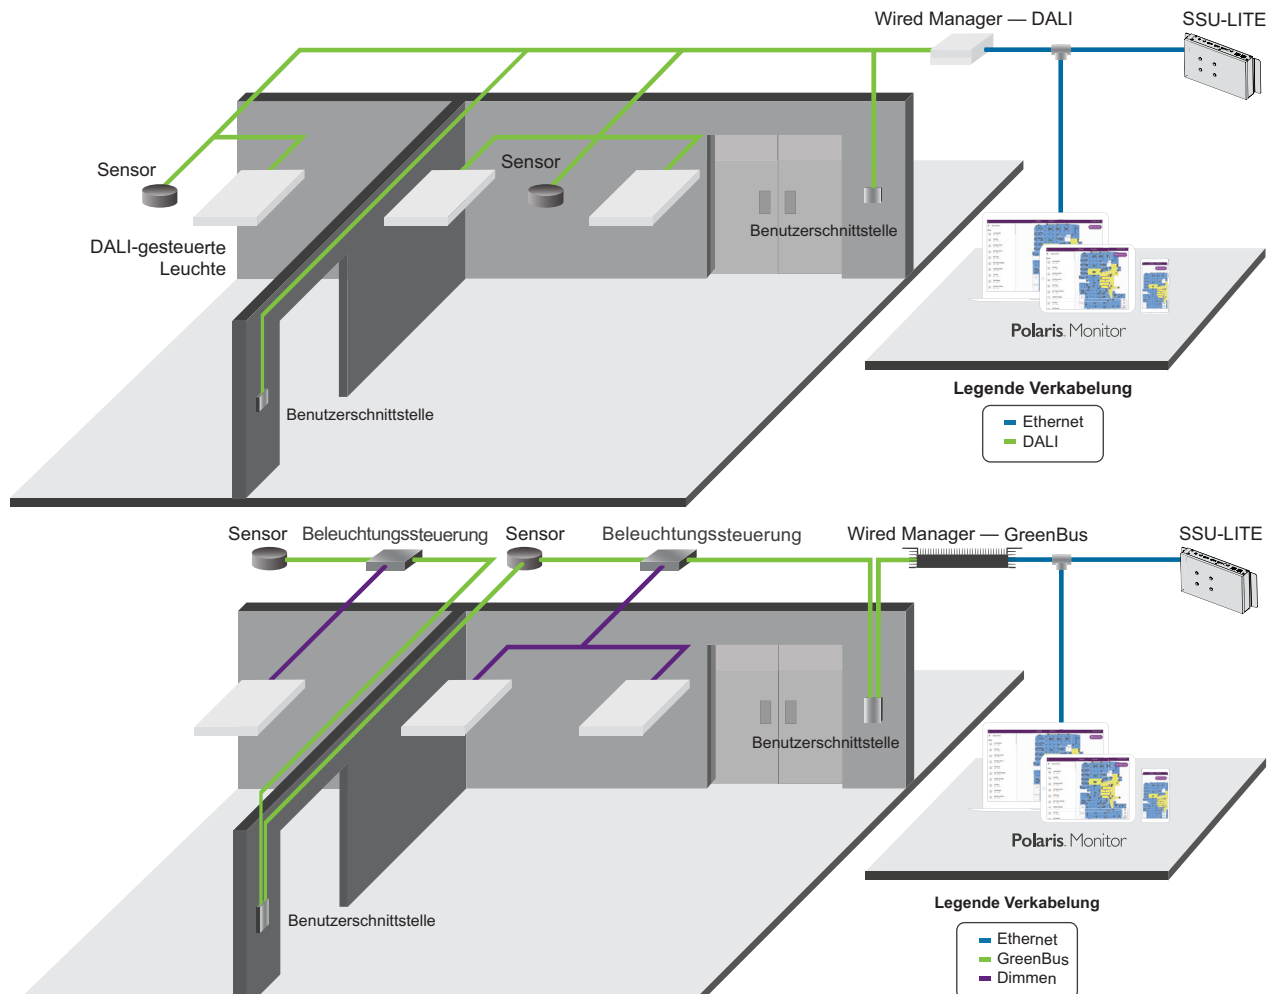 Wired Manager — DALI
SSU-LITE
Sensor
Sensor
DALI-gesteuerte
Leuchte
Benutzerschnittstelle
Benutzerschnittstelle
Polaris. Monitor
Legende Verkabelung
Ethernet
DALI
Sensor
Beleuchtungssteuerung
Sensor
Beleuchtungssteuerung
Wired Manager — GreenBus
SSU-LITE
Benutzerschnittstelle
Benutzerschnittstelle
Polaris. Monitor
Legende Verkabelung
Ethernet
GreenBus
Dimmen